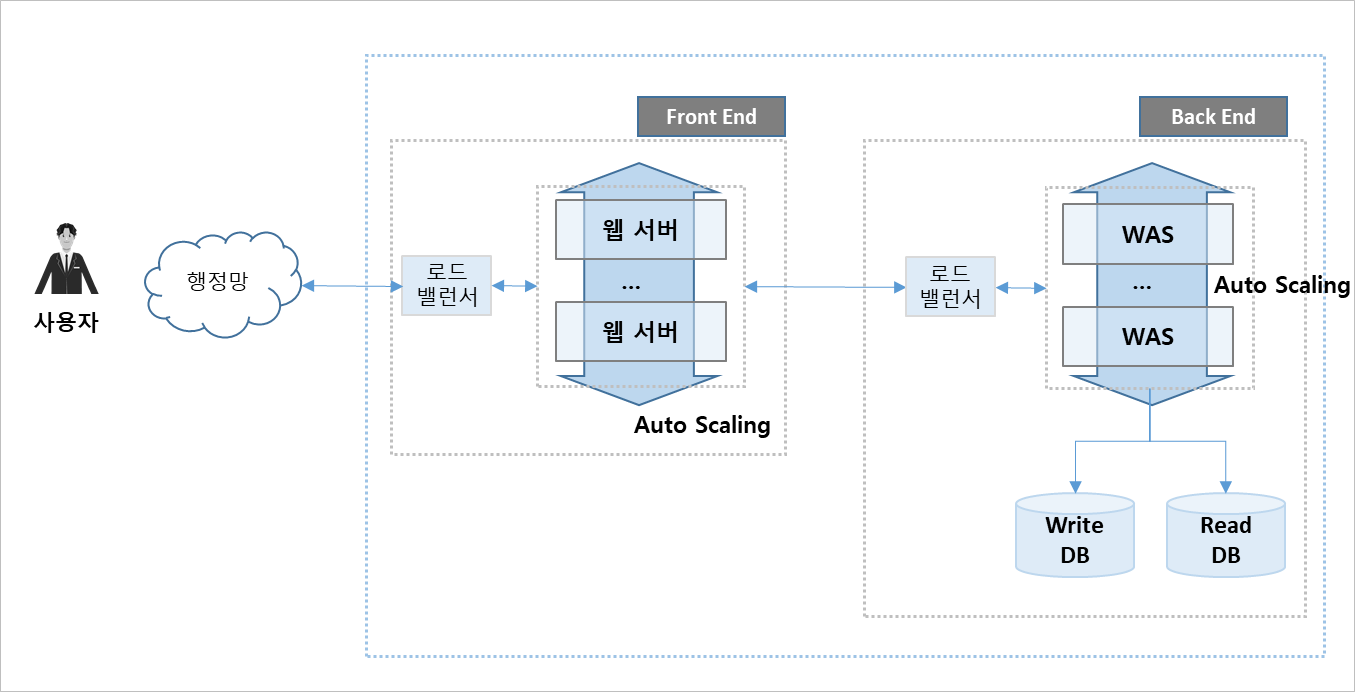 Front End
Back End
웹 서버
...
웹 서버
Auto Scaling
WAS
...
WAS
Auto Scaling
사용자
행정망
로드
밸런서
로드
밸런서
Write
DB
Read
DB